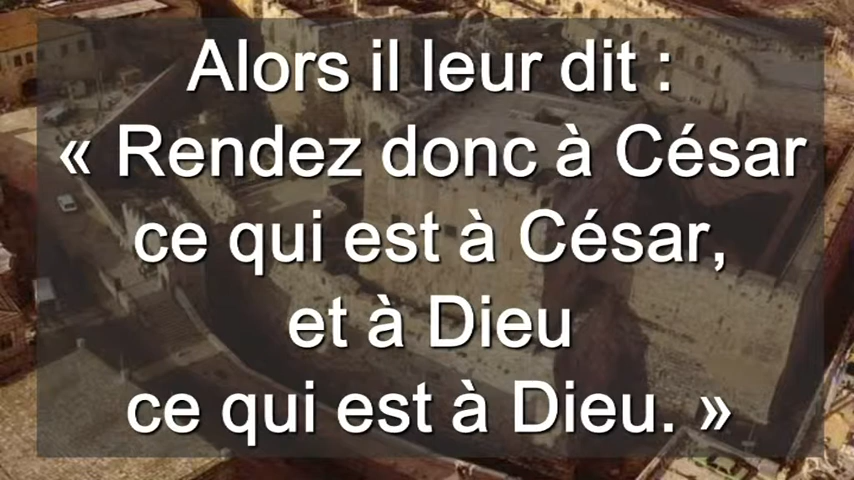 Alors il leur dit :
« Rendez donc à César
ce qui est à César,
et à Dieu
ce qui est à Dieu. »